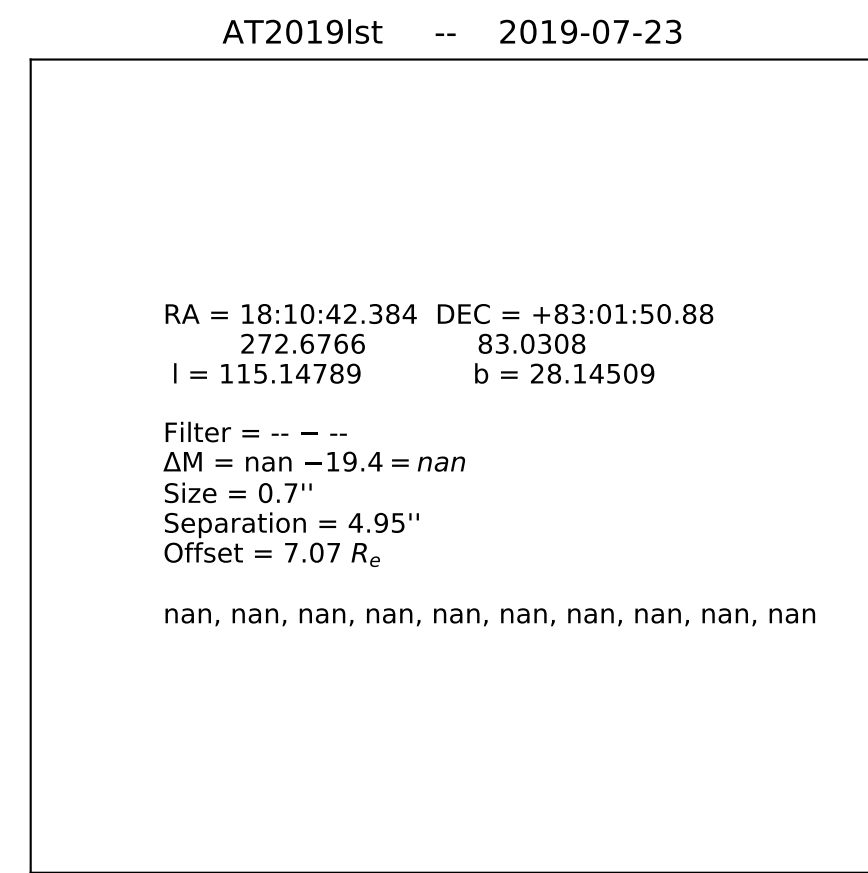 AT2019lst -- 2019-07-23
RA = 18:10:42.384 DEC = +83:01:50.88
272.6766 83.0308
l = 115.14789 b = 28.14509
Filter = -- − --
ΔM = nan −19.4 = nan
Size = 0.7''
Separation = 4.95''
Offset = 7.07 Rₑ
nan, nan, nan, nan, nan, nan, nan, nan, nan, nan